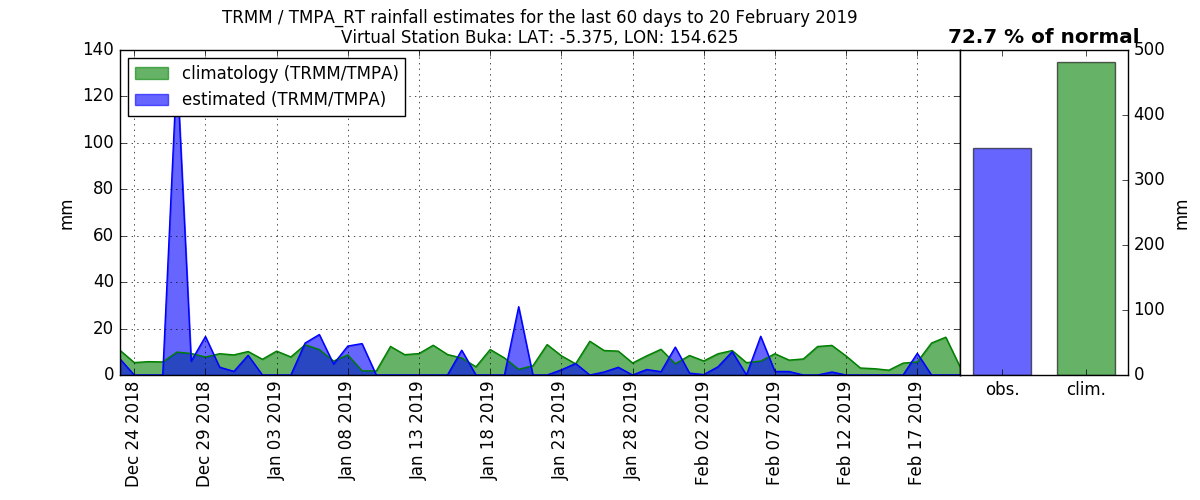 TRMM / TMPA_RT rainfall estimates for the last 60 days to 20 February 2019
Virtual Station Buka: LAT: -5.375, LON: 154.625
72.7 % of normal
climatology (TRMM/TMPA)
estimated (TRMM/TMPA)
140
120
100
80
60
40
20
0
mm
Dec 24 2018
Dec 29 2018
Jan 03 2019
Jan 08 2019
Jan 13 2019
Jan 18 2019
Jan 23 2019
Jan 28 2019
Feb 02 2019
Feb 07 2019
Feb 12 2019
Feb 17 2019
500
400
300
200
100
0
mm
obs.
clim.